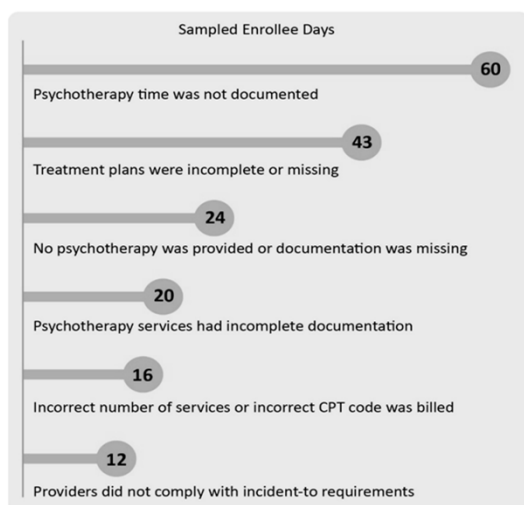 Sampled Enrollee Days
60
Psychotherapy time was not documented
43
Treatment plans were incomplete or missing
24
No psychotherapy was provided or documentation was missing
20
Psychotherapy services had incomplete documentation
16
Incorrect number of services or incorrect CPT code was billed
12
Providers did not comply with incident-to requirements